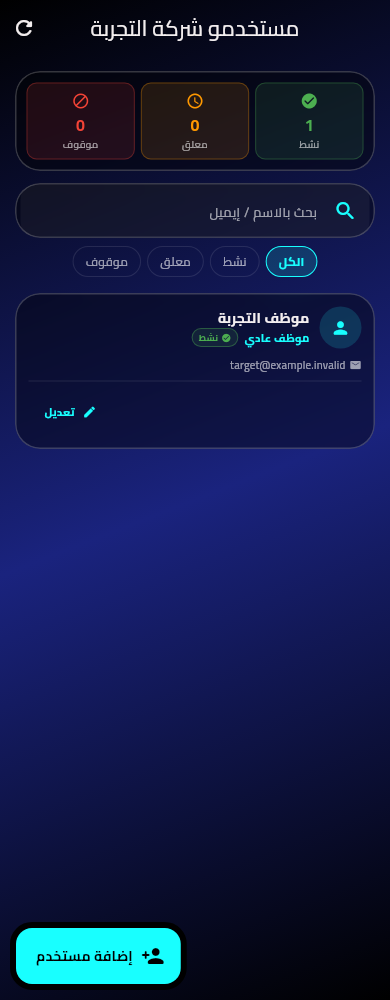 مستخدمو شركة التجربة
1 0 0
نشط معلق موقوف
بحث بالاسم / إيميل
الكل نشط معلق موقوف
موظف التجربة
موظف عادي نشط
target@example.invalid
تعديل
إضافة مستخدم